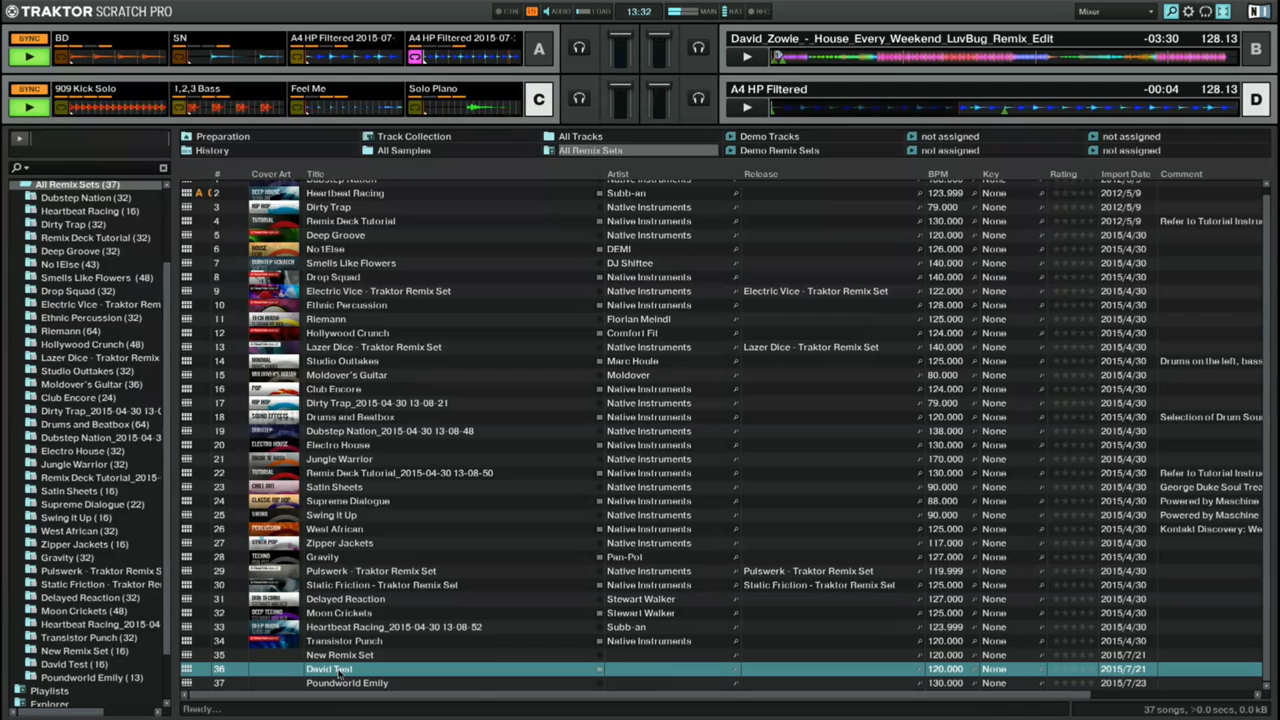 TRAKTOR SCRATCH PRO
CTRL AUDIO LOAD 13:32 MAIN BAT REC Mixer
SYNC BD SN A4 HP Filtered 2015-07- A4 HP Filtered 2015-07-: A
David_Zowie_-_House_Every_Weekend_LuvBug_Remix_Edit -03:30 128.13 B
SYNC 909 Kick Solo 1,2,3 Bass Feel Me Solo Piano C
A4 HP Filtered -00:04 128.13 D
Preparation Track Collection All Tracks Demo Tracks not assigned not assigned
History All Samples All Remix Sets Demo Remix Sets not assigned not assigned
# Cover Art Title Artist Release BPM Key Rating Import Date Comment
All Remix Sets (37)
Dubstep Nation (32)
Heartbeat Racing (16)
Dirty Trap (32)
Remix Deck Tutorial (32)
Deep Groove (32)
No1Else (43)
Smells Like Flowers (48)
Drop Squad (32)
Electric Vice - Traktor Rem
Ethnic Percussion (32)
Riemann (64)
Hollywood Crunch (48)
Lazer Dice - Traktor Remix
Studio Outtakes (32)
Moldover's Guitar (36)
Club Encore (24)
Dirty Trap_2015-04-30 13-0
Drums and Beatbox (64)
Dubstep Nation_2015-04-3
Electro House (32)
Jungle Warrior (32)
Remix Deck Tutorial_2015-
Satin Sheets (16)
Supreme Dialogue (22)
Swing It Up (16)
West African (32)
Zipper Jackets (16)
Gravity (32)
Pulswerk - Traktor Remix S
Static Friction - Traktor Re
Delayed Reaction (32)
Moon Crickets (48)
Heartbeat Racing_2015-04
Transistor Punch (32)
New Remix Set (16)
David Test (16)
Poundworld Emily (13)
Playlists
Explorer
2 Heartbeat Racing Subb-an 123.999 None 2012/5/9
3 Dirty Trap Native Instruments 79.000 None 2012/5/9
4 Remix Deck Tutorial Native Instruments 130.000 None 2012/5/9 Refer to Tutorial Instru
5 Deep Groove Native Instruments 120.000 None 2015/4/30
6 No1Else DEMI 126.000 None 2015/4/30
7 Smells Like Flowers DJ Shiftee 140.000 None 2015/4/30
8 Drop Squad Native Instruments 140.000 None 2015/4/30
9 Electric Vice - Traktor Remix Set Native Instruments Electric Vice - Traktor Remix Set 122.000 None 2015/4/30
10 Ethnic Percussion Native Instruments 128.000 None 2015/4/30
11 Riemann Florian Meindl 125.000 None 2015/4/30
12 Hollywood Crunch Comfort Fit 124.000 None 2015/4/30
13 Lazer Dice - Traktor Remix Set Native Instruments Lazer Dice - Traktor Remix Set 140.000 None 2015/4/30
14 Studio Outtakes Marc Houle 125.000 None 2015/4/30 Drums on the left, bass
15 Moldover's Guitar Moldover 80.000 None 2015/4/30
16 Club Encore Native Instruments 124.000 None 2015/4/30
17 Dirty Trap_2015-04-30 13-08-21 Native Instruments 79.000 None 2015/4/30
18 Drums and Beatbox Native Instruments 120.000 None 2015/4/30 Selection of Drum Sou
19 Dubstep Nation_2015-04-30 13-08-48 Native Instruments 138.000 None 2015/4/30
20 Electro House Native Instruments 130.000 None 2015/4/30
21 Jungle Warrior Native Instruments 170.000 None 2015/4/30
22 Remix Deck Tutorial_2015-04-30 13-08-50 Native Instruments 130.000 None 2015/4/30 Refer to Tutorial Instru
23 Satin Sheets Native Instruments 90.000 None 2015/4/30 George Duke Soul Trea
24 Supreme Dialogue Native Instruments 88.000 None 2015/4/30 Powered by Maschine
25 Swing It Up Native Instruments 90.000 None 2015/4/30 Powered by Maschine
26 West African Native Instruments 125.000 None 2015/4/30 Kontakt Discovery; We
27 Zipper Jackets Native Instruments 117.000 None 2015/4/30
28 Gravity Pan-Pot 127.000 None 2015/4/30
29 Pulswerk - Traktor Remix Set Native Instruments Pulswerk - Traktor Remix Set 119.999 None 2015/4/30
30 Static Friction - Traktor Remix Set Native Instruments Static Friction - Traktor Remix Set 125.000 None 2015/4/30
31 Delayed Reaction Stewart Walker 125.000 None 2015/4/30
32 Moon Crickets Stewart Walker 125.000 None 2015/4/30
33 Heartbeat Racing_2015-04-30 13-08-52 Subb-an 123.999 None 2015/4/30
34 Transistor Punch Native Instruments 120.000 None 2015/4/30
35 New Remix Set None 2015/7/21
36 David Test 120.000 None 2015/7/21
37 Poundworld Emily 130.000 None 2015/7/23
Ready... 37 songs, >0.0 secs, 0.0 kB